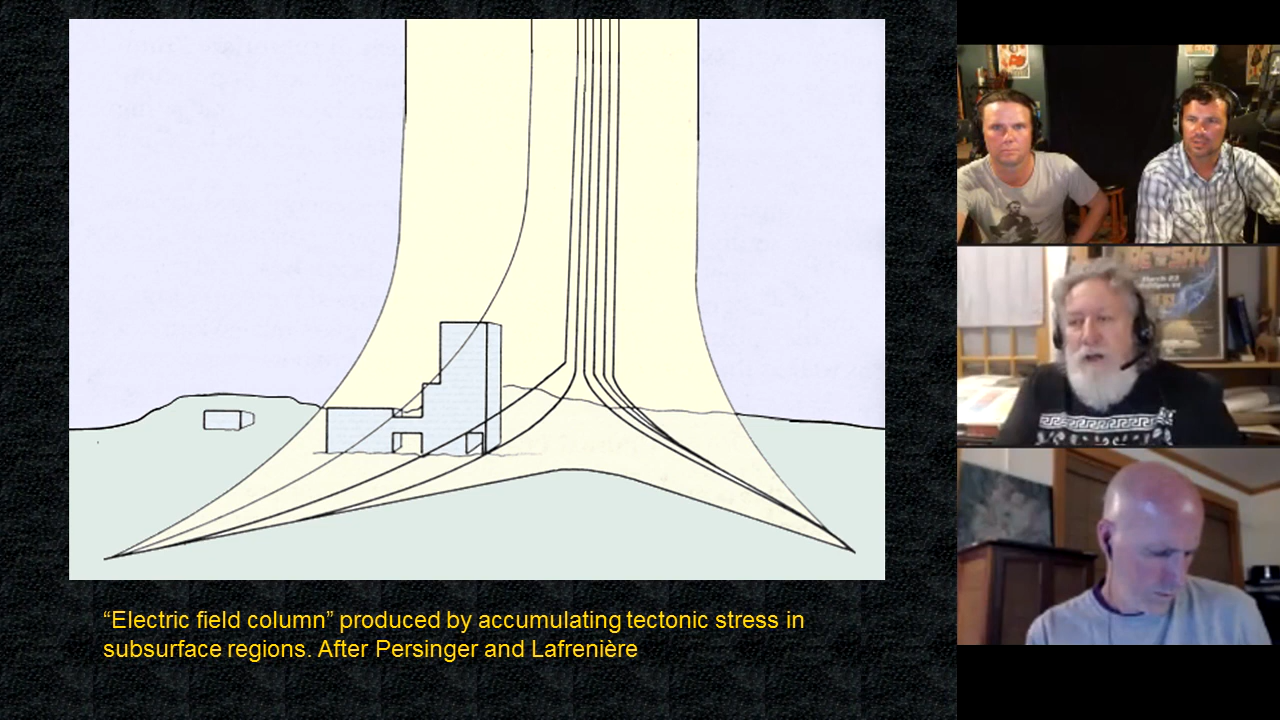 “Electric field column” produced by accumulating tectonic stress in
subsurface regions. After Persinger and Lafrenière